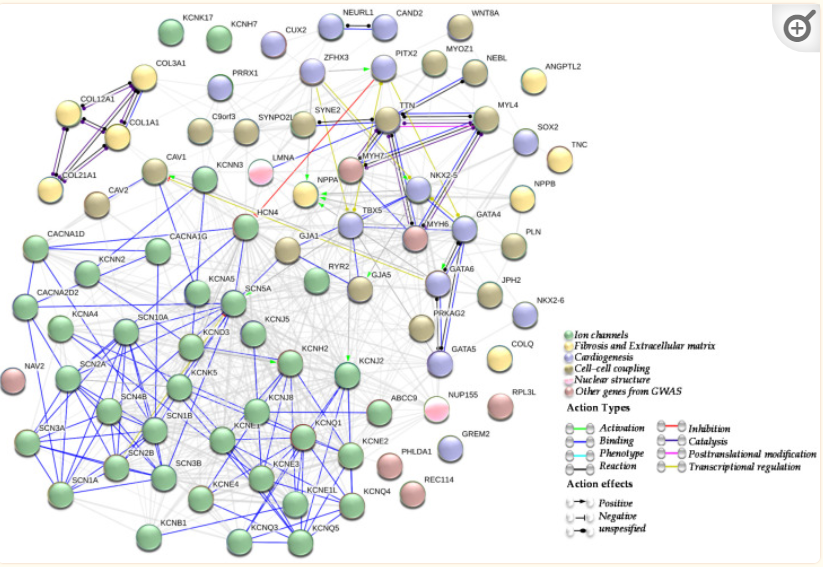 KCNK17
KCNH7
CUX2
NEURL1
CAND2
WNT8A
COL3A1
PRRX1
ZFHX3
PITX2
MYOZ1
NEBL
ANGPTL2
COL12A1
COL1A1
C9orf3
SYNPO2L
SYNE2
TTN
MYL4
SOX2
TNC
COL21A1
CAV1
KCNN3
LMNA
MYH7
NPPA
NKX2-5
NPPB
CAV2
HCN4
TBX5
MYH6
GATA4
PLN
CACNA1D
CACNA1G
GJA1
KCNN2
KCNA5
SCN5A
RYR2
GJA5
GATA6
JPH2
CACNA2D2
NKX2-6
KCNA4
SCN10A
KCND3
KCNJ5
PRKAG2
NAV2
SCN2A
KCNH2
KCNJ2
GATA5
COLQ
KCNK5
SCN4B
SCN1B
KCNJ8
ABCC9
NUP155
RPL3L
SCN3A
KCNE1
KCNQ1
KCNE2
GREM2
SCN2B
SCN3B
KCNE3
PHLDA1
SCN1A
KCNE4
KCNE1L
KCNQ4
REC114
KCNB1
KCNQ3
KCNQ5
Ion channels
Fibrosis and Extracellular matrix
Cardiogenesis
Cell-cell coupling
Nuclear structure
Other genes from GWAS
Action Types
Activation
Inhibition
Binding
Catalysis
Phenotype
Posttranslational modification
Reaction
Transcriptional regulation
Action effects
Positive
Negative
unspesified